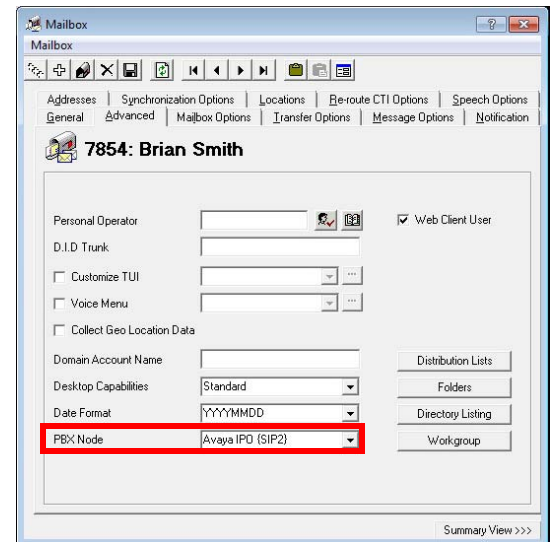 Mailbox
Mailbox
Addresses Synchronization Options Locations Re-route CTI Options Speech Options
General Advanced Mailbox Options Transfer Options Message Options Notification
7854: Brian Smith
Personal Operator Web Client User
D.I.D Trunk
Customize TUI
Voice Menu
Collect Geo Location Data
Domain Account Name Distribution Lists
Desktop Capabilities Standard Folders
Date Format YYYYMMDD Directory Listing
PBX Node Avaya IPO {SIP2} Workgroup
Summary View >>>